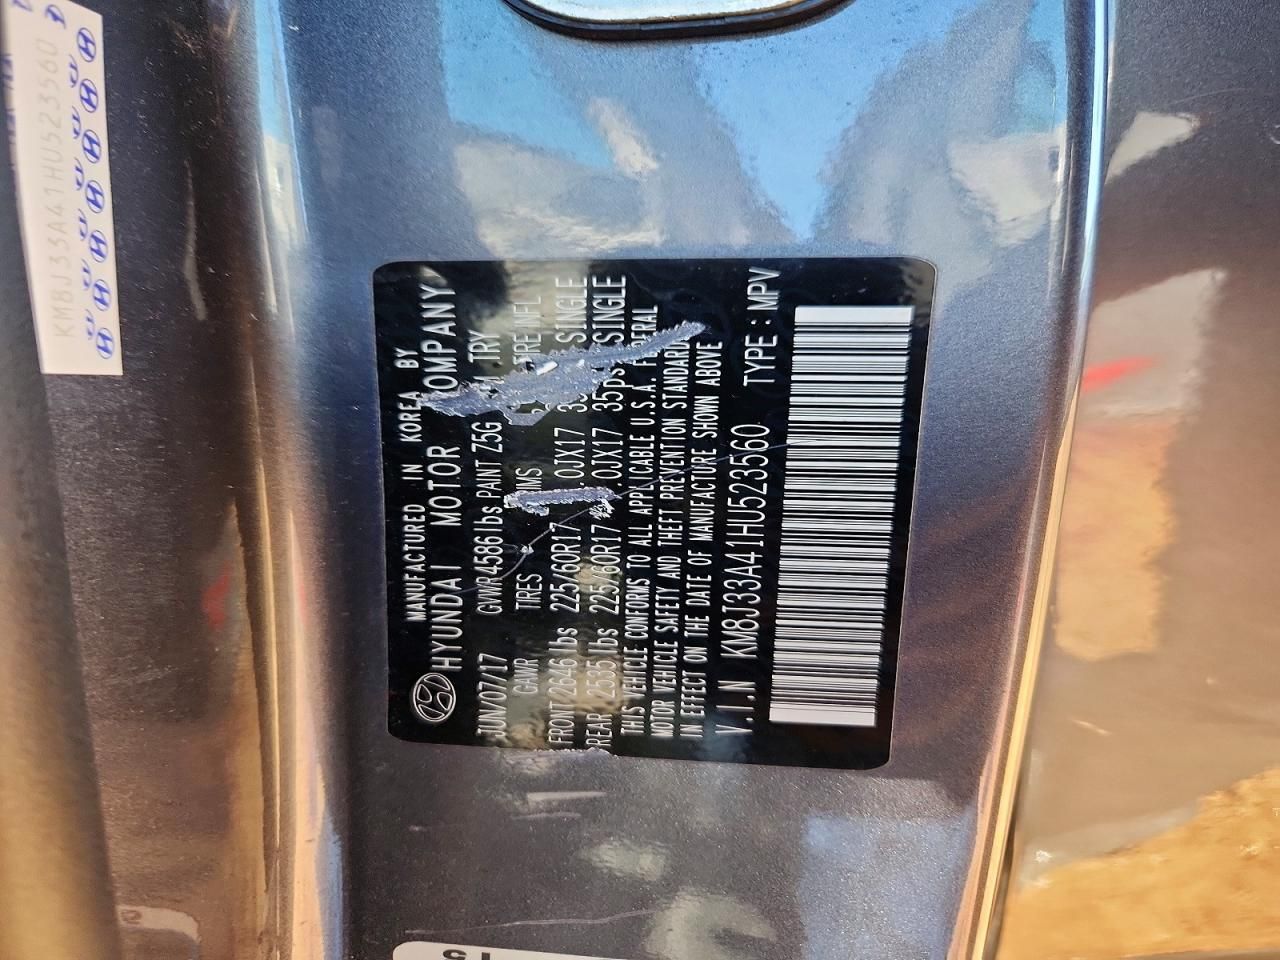 MANUFACTURED IN KOREA BY
HYUNDAI MOTOR COMPANY
JUN/07/17 GVWR 4586 lbs PAINT Z5G TRY
GAWR TIRES
FRONT 2646 lbs 225/60R17 .0JX17 SINGLE
REAR 2535 lbs 225/60R17 .0JX17 35psi SINGLE
THIS VEHICLE CONFORMS TO ALL APPLICABLE U.S.A. FEDERAL
MOTOR VEHICLE SAFETY AND THEFT PREVENTION STANDARDS
IN EFFECT ON THE DATE OF MANUFACTURE SHOWN ABOVE
V.I.N KM8J33A41HU523560 TYPE : MPV
KM8J33A41HU523560